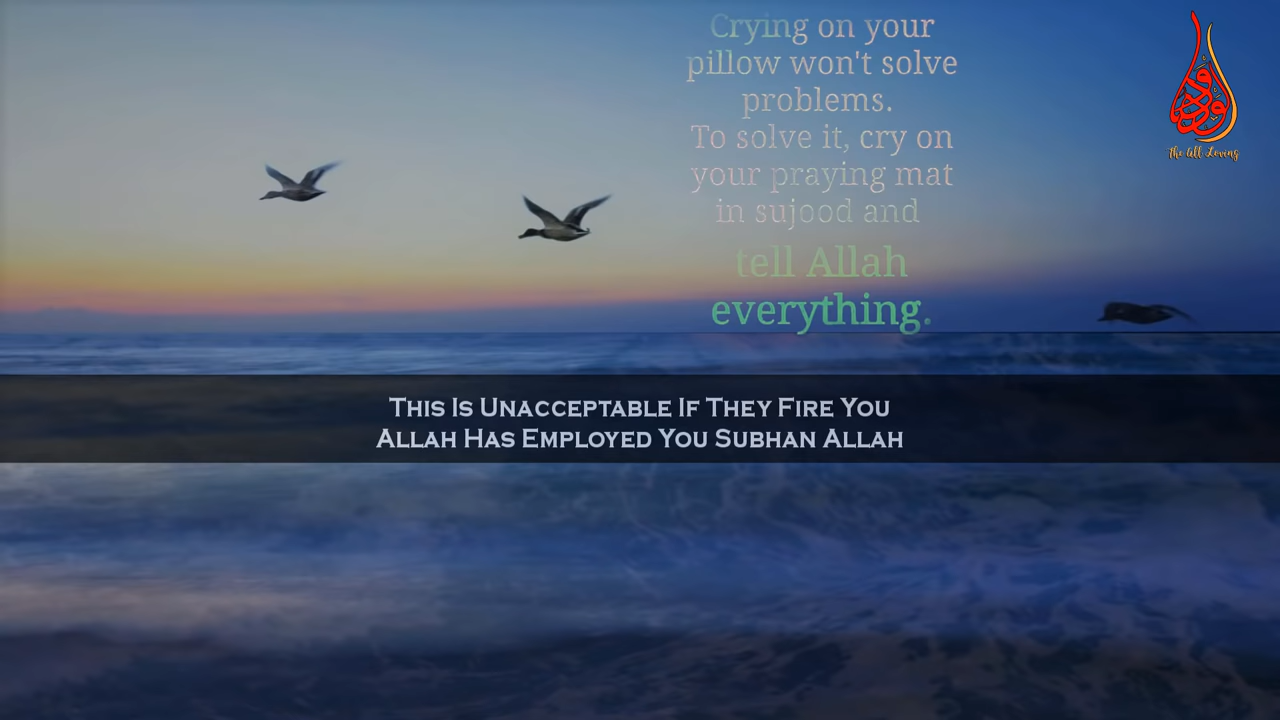 Crying on your
pillow won't solve
problems.
To solve it, cry on
your praying mat
in sujood and
tell Allah
everything.
The All Loving
THIS IS UNACCEPTABLE IF THEY FIRE YOU
ALLAH HAS EMPLOYED YOU SUBHAN ALLAH